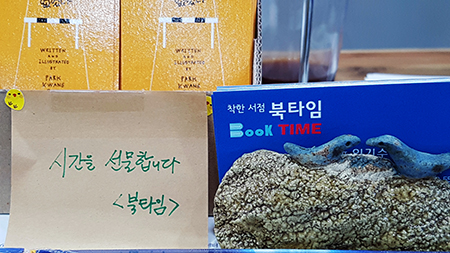 WRITTEN
AND
ILLUSTRATED
BY
PARK
KWANG
WRITTEN
AND
ILLUSTRATED
BY
PARK
KWANG
시간을 선물합니다
<북타임>
착한 서점 북타임
BOOK TIME